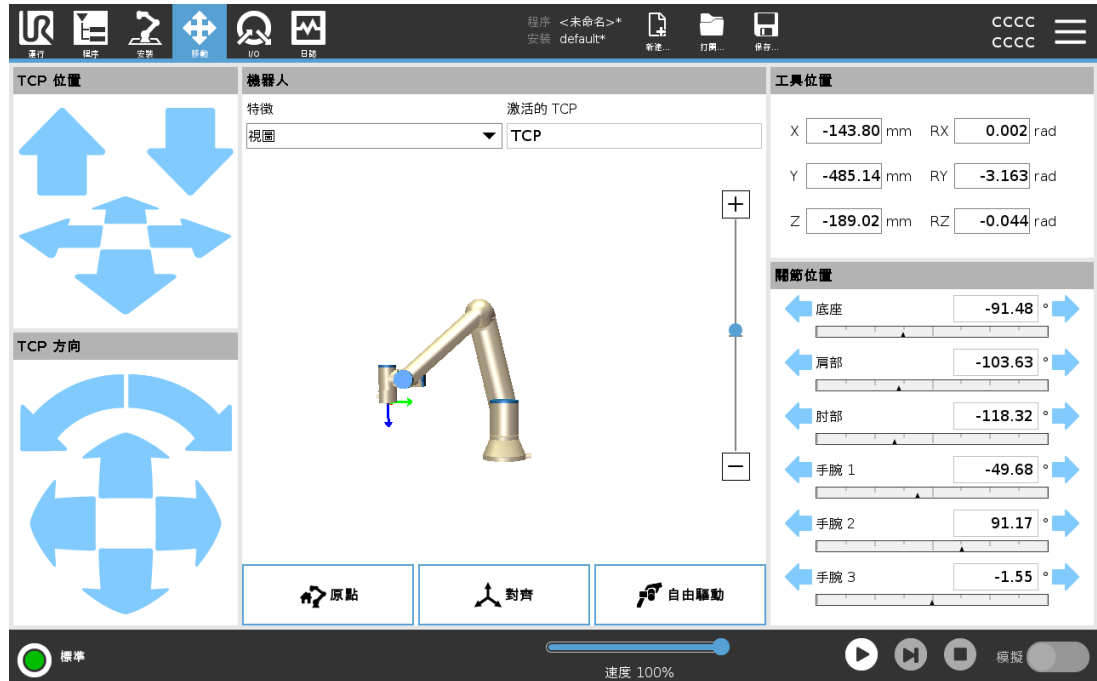 運行
程序
安裝
移動
I/O
日誌
程序 <未命名>*
安裝 default*
新建...
打開...
保存...
CCCC
CCCC
TCP 位置
機器人
工具位置
特徵
激活的 TCP
視圖
TCP
X -143.80 mm RX 0.002 rad
Y -485.14 mm RY -3.163 rad
Z -189.02 mm RZ -0.044 rad
關節位置
底座 -91.48 °
肩部 -103.63 °
TCP 方向
肘部 -118.32 °
手腕 1 -49.68 °
手腕 2 91.17 °
手腕 3 -1.55 °
原點
對齊
自由驅動
標準
速度 100%
模擬